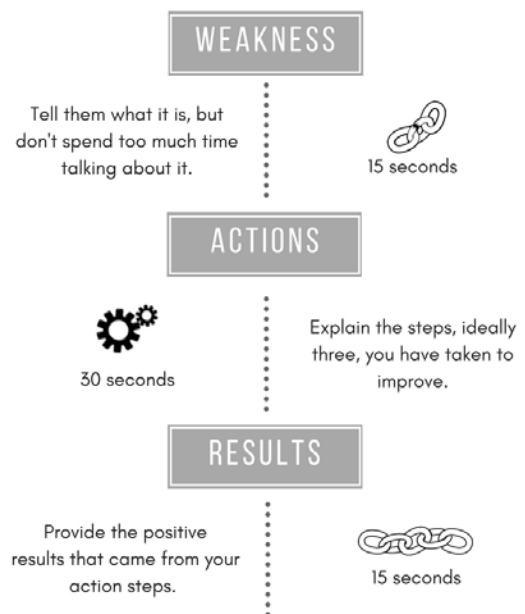 WEAKNESS
Tell them what it is, but
don't spend too much time
talking about it.
15 seconds
ACTIONS
30 seconds
Explain the steps, ideally
three, you have taken to
improve.
RESULTS
Provide the positive
results that came from your
action steps.
15 seconds